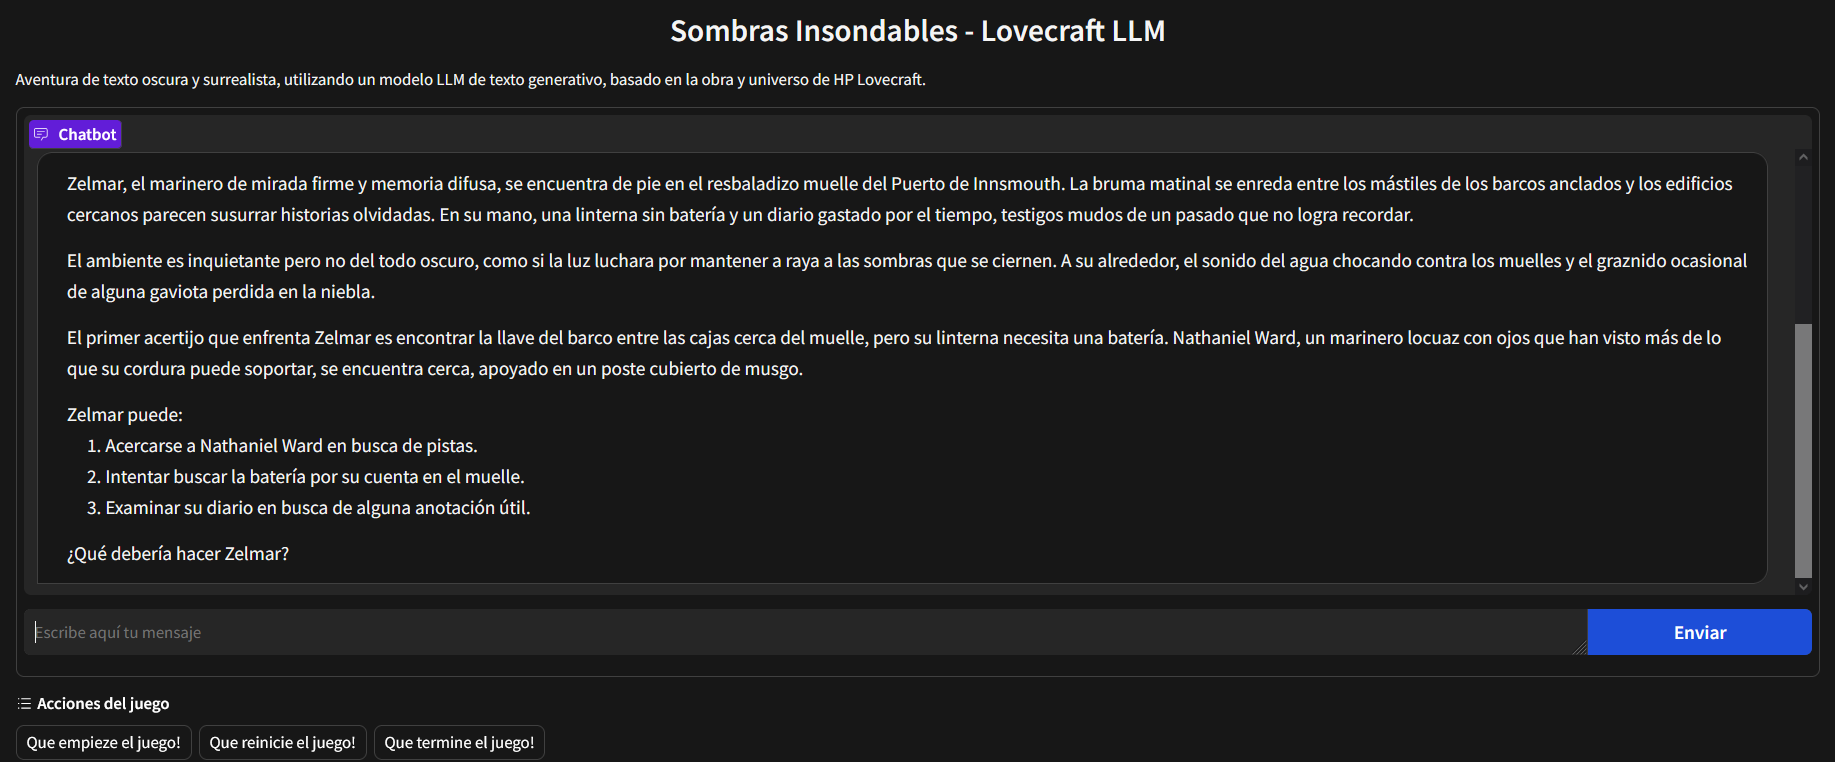 Sombras Insondables - Lovecraft LLM
Aventura de texto oscura y surrealista, utilizando un modelo LLM de texto generativo, basado en la obra y universo de HP Lovecraft.
Chatbot
Zelmar, el marinero de mirada firme y memoria difusa, se encuentra de pie en el resbaladizo muelle del Puerto de Innsmouth. La bruma matinal se enreda entre los mástiles de los barcos anclados y los edificios
cercanos parecen susurrar historias olvidadas. En su mano, una linterna sin batería y un diario gastado por el tiempo, testigos mudos de un pasado que no logra recordar.
El ambiente es inquietante pero no del todo oscuro, como si la luz luchara por mantener a raya a las sombras que se ciernen. A su alrededor, el sonido del agua chocando contra los muelles y el graznido ocasional
de alguna gaviota perdida en la niebla.
El primer acertijo que enfrenta Zelmar es encontrar la llave del barco entre las cajas cerca del muelle, pero su linterna necesita una batería. Nathaniel Ward, un marinero locuaz con ojos que han visto más de lo
que su cordura puede soportar, se encuentra cerca, apoyado en un poste cubierto de musgo.
Zelmar puede:
1. Acercarse a Nathaniel Ward en busca de pistas.
2. Intentar buscar la batería por su cuenta en el muelle.
3. Examinar su diario en busca de alguna anotación útil.
¿Qué debería hacer Zelmar?
Escribe aquí tu mensaje
Enviar
Acciones del juego
Que empieze el juego!
Que reinicie el juego!
Que termine el juego!